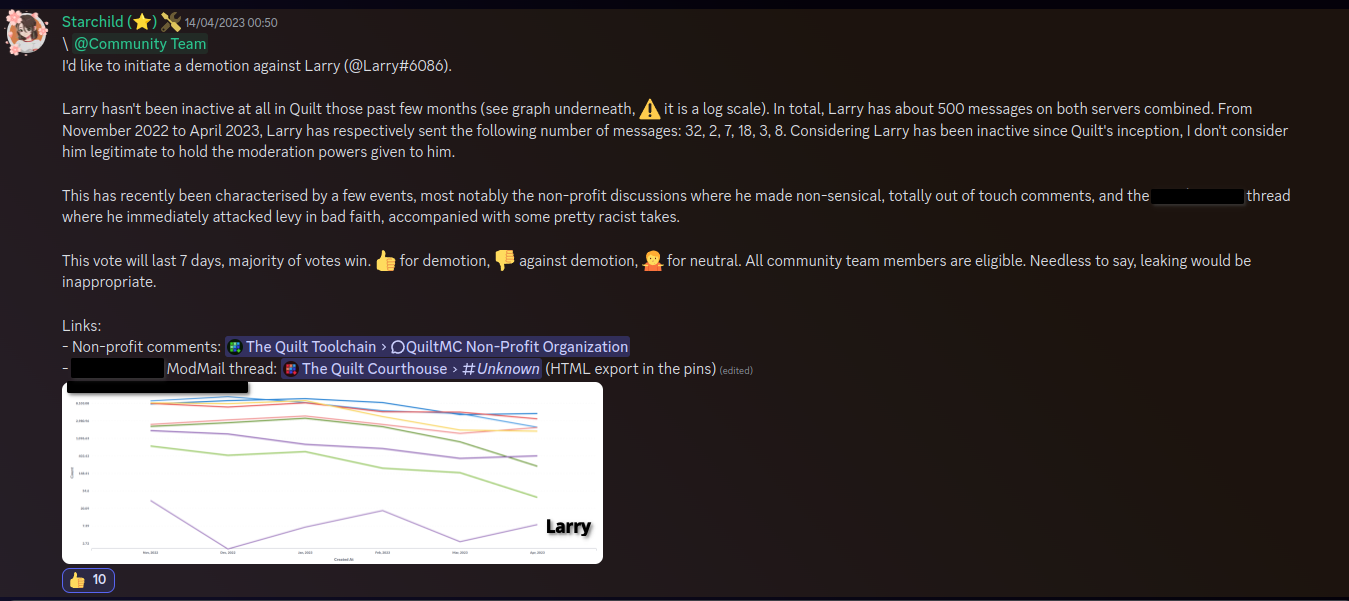 Starchild (⭐) 14/04/2023 00:50
\ @Community Team
I'd like to initiate a demotion against Larry (@Larry#6086).
Larry hasn't been inactive at all in Quilt those past few months (see graph underneath, ⚠️ it is a log scale). In total, Larry has about 500 messages on both servers combined. From
November 2022 to April 2023, Larry has respectively sent the following number of messages: 32, 2, 7, 18, 3, 8. Considering Larry has been inactive since Quilt's inception, I don't consider
him legitimate to hold the moderation powers given to him.
This has recently been characterised by a few events, most notably the non-profit discussions where he made non-sensical, totally out of touch comments, and the thread
where he immediately attacked levy in bad faith, accompanied with some pretty racist takes.
This vote will last 7 days, majority of votes win. 👍 for demotion, 👎 against demotion, 🤷 for neutral. All community team members are eligible. Needless to say, leaking would be
inappropriate.
Links:
- Non-profit comments: The Quilt Toolchain › QuiltMC Non-Profit Organization
- ModMail thread: The Quilt Courthouse › # Unknown (HTML export in the pins) (edited)
Count
Larry
Nov, 2022 Dec, 2022 Jan, 2023 Feb, 2023 Mar, 2023 Apr, 2023
Created At
👍 10